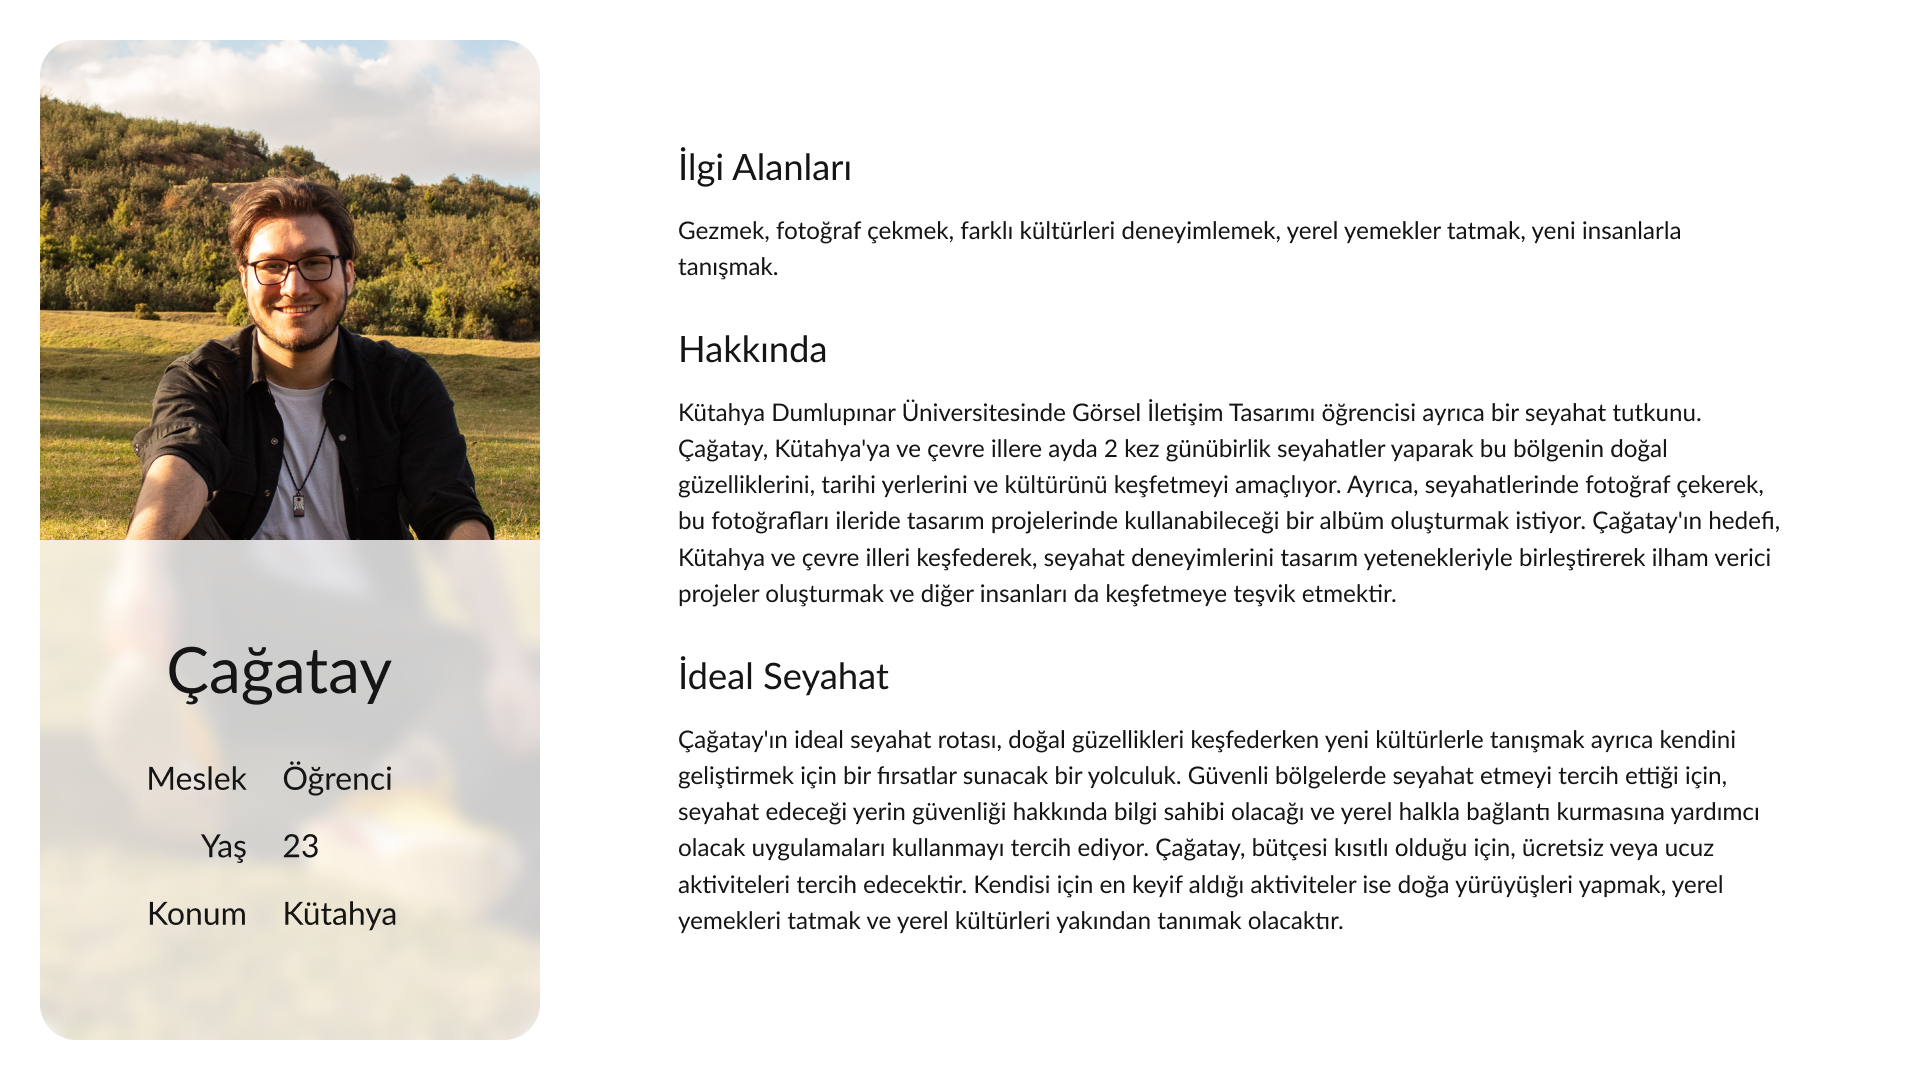 Çağatay
Meslek Öğrenci
Yaş 23
Konum Kütahya
İlgi Alanları
Gezmek, fotoğraf çekmek, farklı kültürleri deneyimlemek, yerel yemekler tatmak, yeni insanlarla
tanışmak.
Hakkında
Kütahya Dumlupınar Üniversitesinde Görsel İletişim Tasarımı öğrencisi ayrıca bir seyahat tutkunu.
Çağatay, Kütahya'ya ve çevre illere ayda 2 kez günübirlik seyahatler yaparak bu bölgenin doğal
güzelliklerini, tarihi yerlerini ve kültürünü keşfetmeyi amaçlıyor. Ayrıca, seyahatlerinde fotoğraf çekerek,
bu fotoğrafları ileride tasarım projelerinde kullanabileceği bir albüm oluşturmak istiyor. Çağatay'ın hedefi,
Kütahya ve çevre illeri keşfederek, seyahat deneyimlerini tasarım yetenekleriyle birleştirerek ilham verici
projeler oluşturmak ve diğer insanları da keşfetmeye teşvik etmektir.
İdeal Seyahat
Çağatay'ın ideal seyahat rotası, doğal güzellikleri keşfederken yeni kültürlerle tanışmak ayrıca kendini
geliştirmek için bir fırsatlar sunacak bir yolculuk. Güvenli bölgelerde seyahat etmeyi tercih ettiği için,
seyahat edeceği yerin güvenliği hakkında bilgi sahibi olacağı ve yerel halkla bağlantı kurmasına yardımcı
olacak uygulamaları kullanmayı tercih ediyor. Çağatay, bütçesi kısıtlı olduğu için, ücretsiz veya ucuz
aktiviteleri tercih edecektir. Kendisi için en keyif aldığı aktiviteler ise doğa yürüyüşleri yapmak, yerel
yemekleri tatmak ve yerel kültürleri yakından tanımak olacaktır.